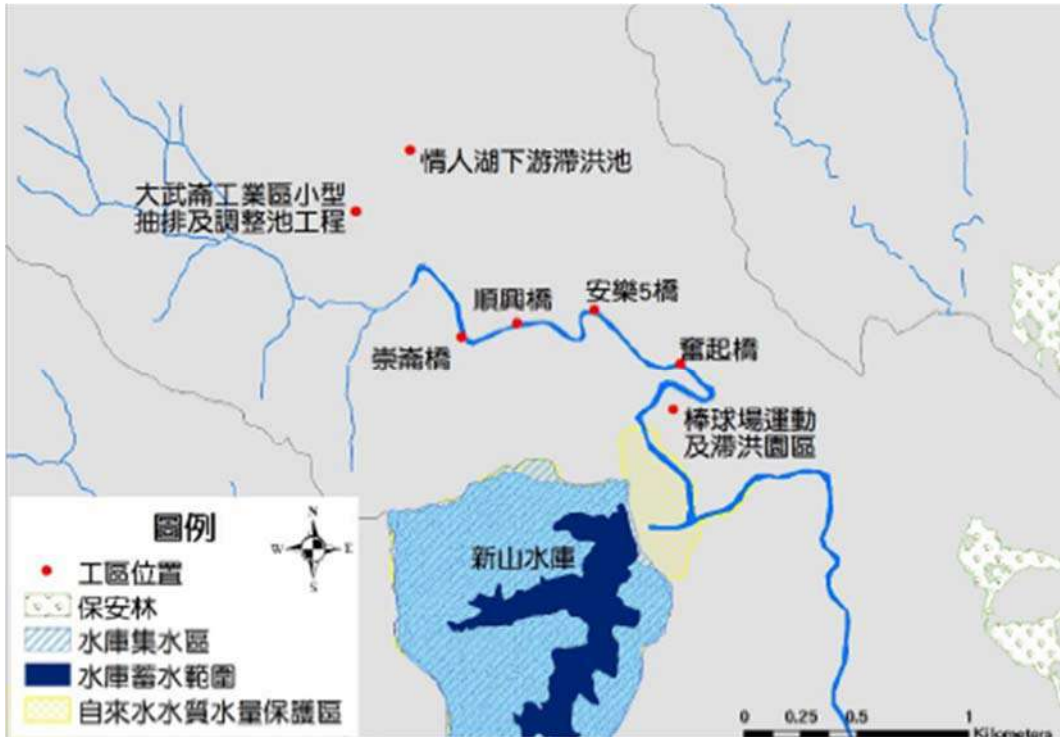 情人湖下游滯洪池
大武崙工業區小型
抽排及調整池工程
安樂5橋
順興橋
崇崙橋
奮起橋
棒球場運動
及滯洪園區
新山水庫
圖例
N
W
E
S
工區位置
保安林
水庫集水區
水庫蓄水範圍
自來水水質水量保護區
0 0.25 0.5 1
Kilometers